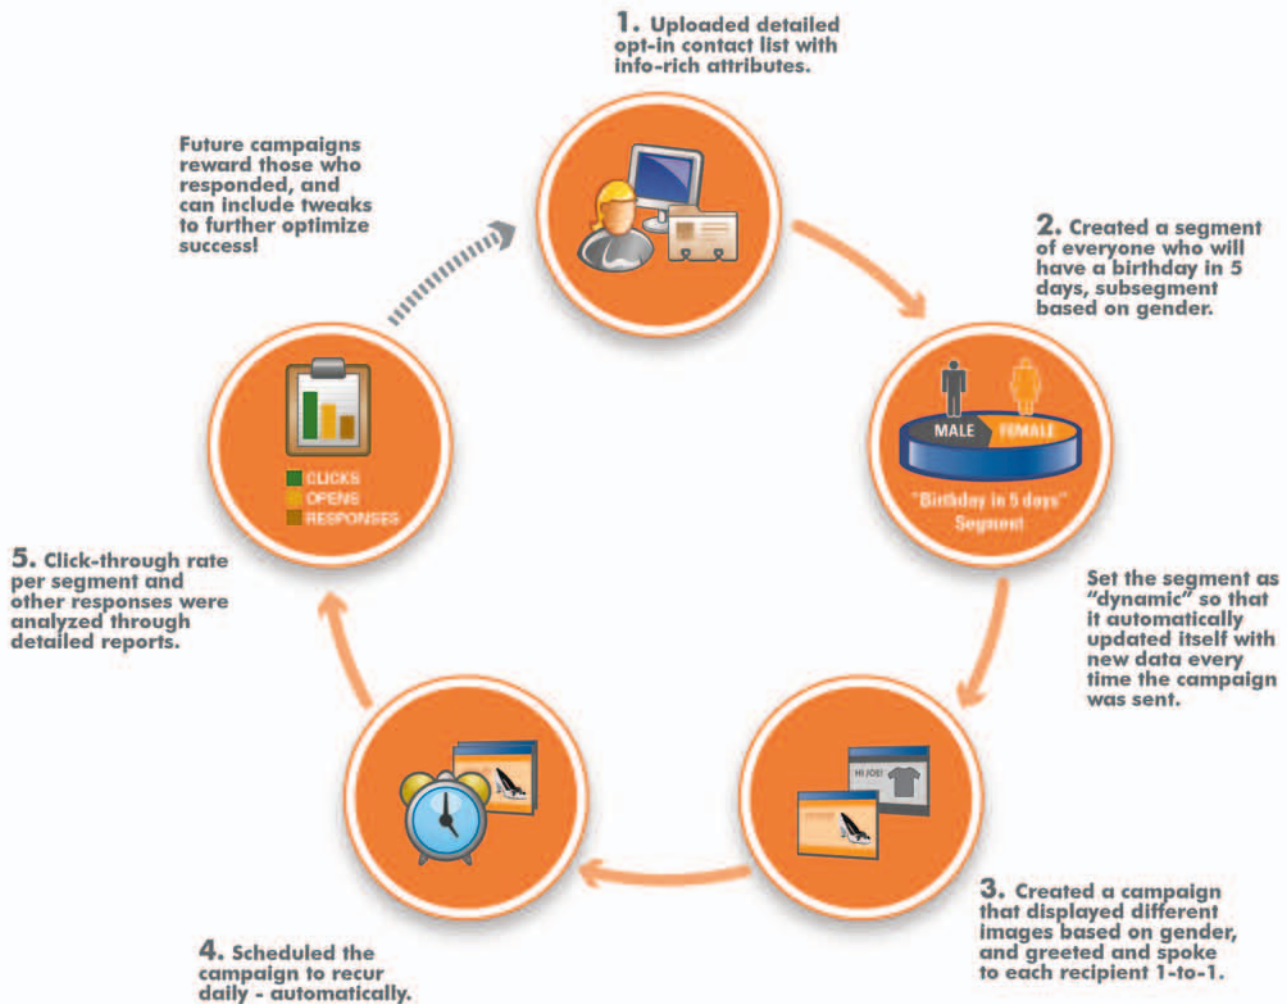 1. Uploaded detailed
opt-in contact list with
info-rich attributes.
Future campaigns
reward those who
responded, and
can include tweaks
to further optimize
success!
2. Created a segment
of everyone who will
have a birthday in 5
days, subsegment
based on gender.
MALE
FEMALE
"Birthday in 5 days"
Segment
CLICKS
OPENS
RESPONSES
5. Click-through rate
per segment and
other responses were
analyzed through
detailed reports.
Set the segment as
"dynamic" so that
it automatically
updated itself with
new data every
time the campaign
was sent.
HI JOE!
3. Created a campaign
that displayed different
images based on gender,
and greeted and spoke
to each recipient 1-to-1.
4. Scheduled the
campaign to recur
daily - automatically.